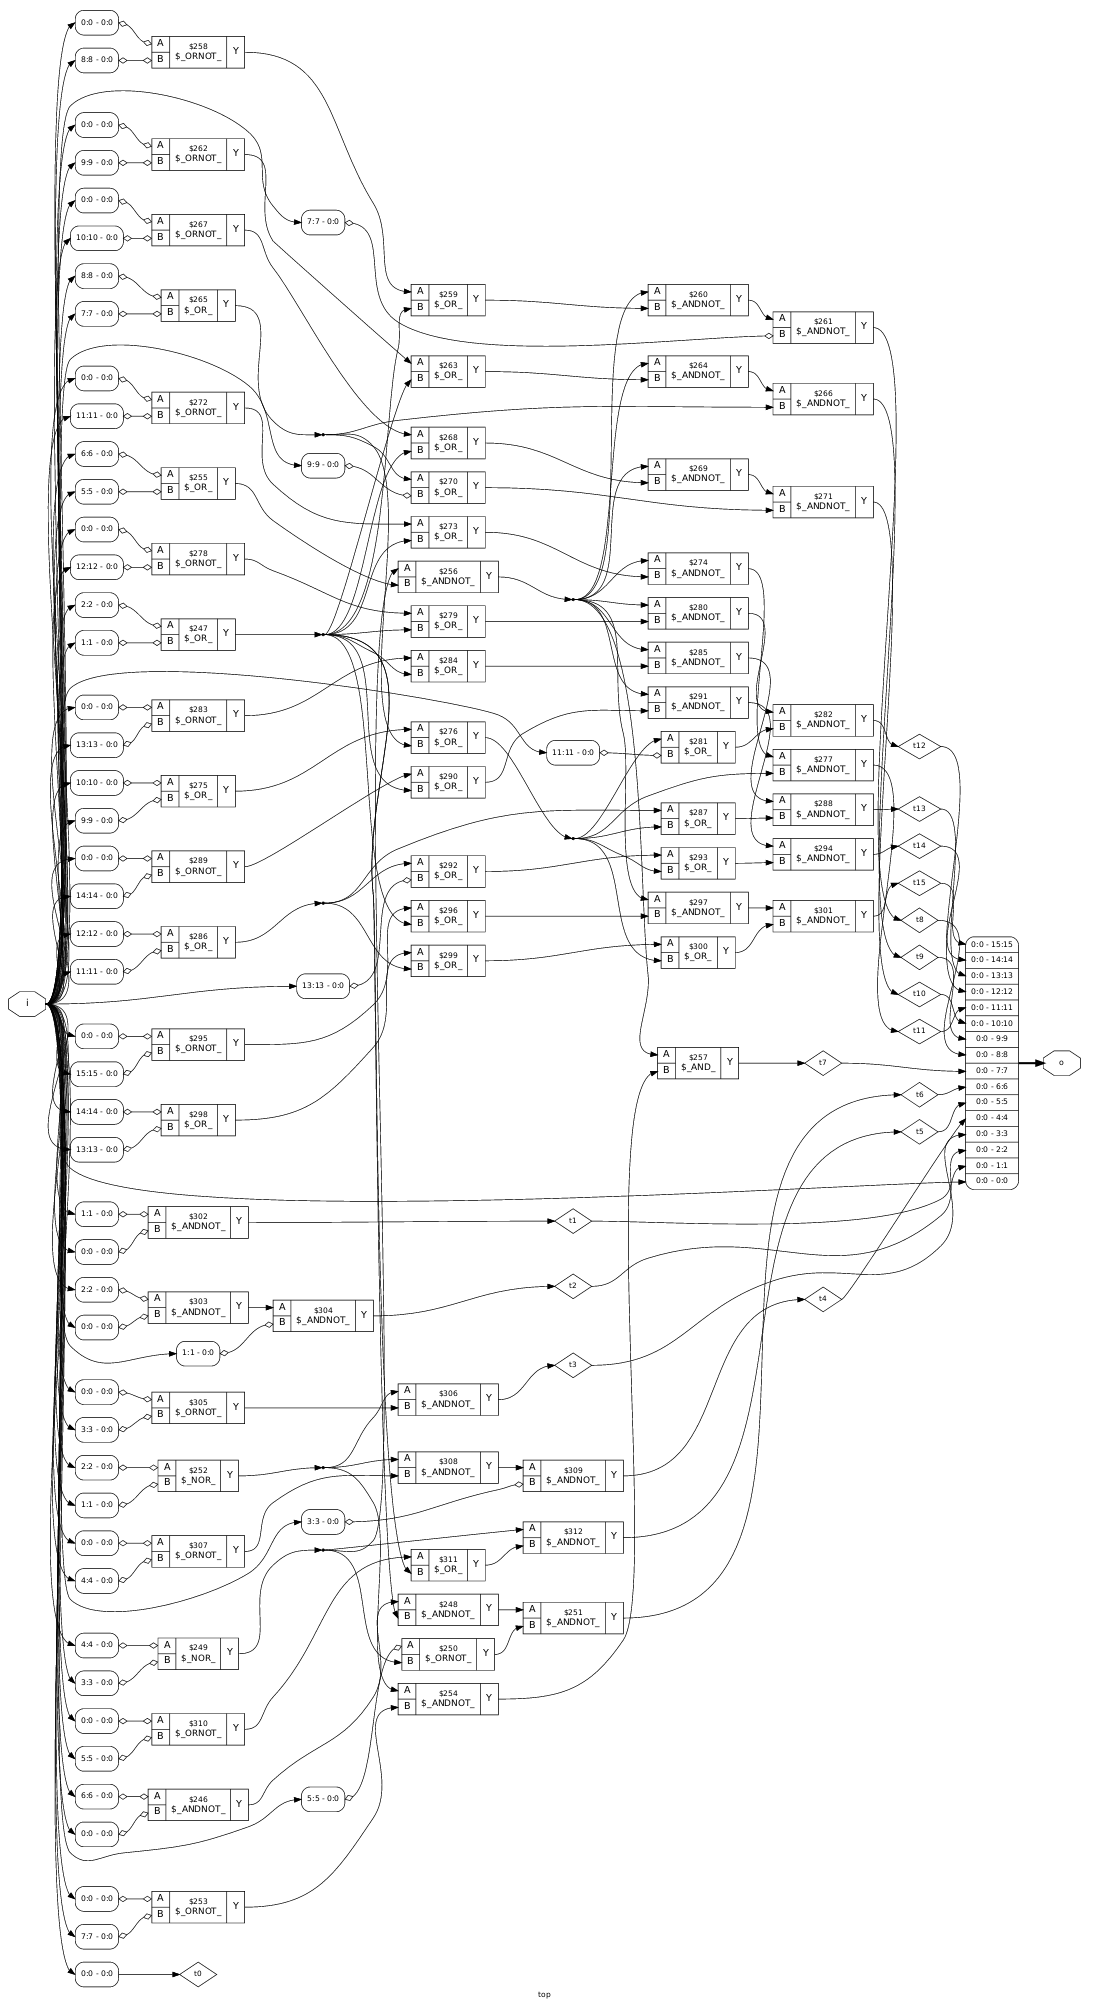 0:0 - 0:0
8:8 - 0:0
A $258 Y
B $_ORNOT_
0:0 - 0:0
9:9 - 0:0
A $262 Y
B $_ORNOT_
0:0 - 0:0
10:10 - 0:0
A $267 Y
B $_ORNOT_
7:7 - 0:0
8:8 - 0:0
7:7 - 0:0
A $265 Y
B $_OR_
A $259 Y
B $_OR_
A $260 Y
B $_ANDNOT_
A $261 Y
B $_ANDNOT_
0:0 - 0:0
11:11 - 0:0
A $272 Y
B $_ORNOT_
A $263 Y
B $_OR_
A $264 Y
B $_ANDNOT_
A $266 Y
B $_ANDNOT_
6:6 - 0:0
5:5 - 0:0
A $255 Y
B $_OR_
9:9 - 0:0
A $268 Y
B $_OR_
A $270 Y
B $_OR_
A $269 Y
B $_ANDNOT_
A $271 Y
B $_ANDNOT_
0:0 - 0:0
12:12 - 0:0
A $278 Y
B $_ORNOT_
A $273 Y
B $_OR_
A $256 Y
B $_ANDNOT_
A $274 Y
B $_ANDNOT_
2:2 - 0:0
1:1 - 0:0
A $247 Y
B $_OR_
A $279 Y
B $_OR_
A $280 Y
B $_ANDNOT_
A $284 Y
B $_OR_
A $285 Y
B $_ANDNOT_
0:0 - 0:0
13:13 - 0:0
A $283 Y
B $_ORNOT_
A $276 Y
B $_OR_
11:11 - 0:0
A $291 Y
B $_ANDNOT_
A $281 Y
B $_OR_
A $282 Y
B $_ANDNOT_
t12
10:10 - 0:0
9:9 - 0:0
A $275 Y
B $_OR_
A $290 Y
B $_OR_
A $277 Y
B $_ANDNOT_
A $287 Y
B $_OR_
A $288 Y
B $_ANDNOT_
t13
0:0 - 0:0
14:14 - 0:0
A $289 Y
B $_ORNOT_
A $292 Y
B $_OR_
A $293 Y
B $_OR_
A $294 Y
B $_ANDNOT_
t14
t15
12:12 - 0:0
11:11 - 0:0
A $286 Y
B $_OR_
A $296 Y
B $_OR_
A $297 Y
B $_ANDNOT_
A $301 Y
B $_ANDNOT_
t8
13:13 - 0:0
A $299 Y
B $_OR_
A $300 Y
B $_OR_
t9
t10
t11
i
0:0 - 15:15
0:0 - 14:14
0:0 - 13:13
0:0 - 12:12
0:0 - 11:11
0:0 - 10:10
0:0 - 9:9
0:0 - 8:8
0:0 - 7:7
0:0 - 6:6
0:0 - 5:5
0:0 - 4:4
0:0 - 3:3
0:0 - 2:2
0:0 - 1:1
0:0 - 0:0
o
0:0 - 0:0
15:15 - 0:0
A $295 Y
B $_ORNOT_
A $257 Y
B $_AND_
t7
t6
14:14 - 0:0
13:13 - 0:0
A $298 Y
B $_OR_
t5
1:1 - 0:0
0:0 - 0:0
A $302 Y
B $_ANDNOT_
t1
2:2 - 0:0
0:0 - 0:0
A $303 Y
B $_ANDNOT_
1:1 - 0:0
A $304 Y
B $_ANDNOT_
t2
t4
t3
0:0 - 0:0
3:3 - 0:0
A $305 Y
B $_ORNOT_
A $306 Y
B $_ANDNOT_
2:2 - 0:0
1:1 - 0:0
A $252 Y
B $_NOR_
A $308 Y
B $_ANDNOT_
A $309 Y
B $_ANDNOT_
3:3 - 0:0
0:0 - 0:0
4:4 - 0:0
A $307 Y
B $_ORNOT_
A $311 Y
B $_OR_
A $312 Y
B $_ANDNOT_
4:4 - 0:0
3:3 - 0:0
A $249 Y
B $_NOR_
A $248 Y
B $_ANDNOT_
A $250 Y
B $_ORNOT_
A $251 Y
B $_ANDNOT_
0:0 - 0:0
5:5 - 0:0
A $310 Y
B $_ORNOT_
A $254 Y
B $_ANDNOT_
6:6 - 0:0
0:0 - 0:0
A $246 Y
B $_ANDNOT_
5:5 - 0:0
0:0 - 0:0
7:7 - 0:0
A $253 Y
B $_ORNOT_
0:0 - 0:0
t0
top